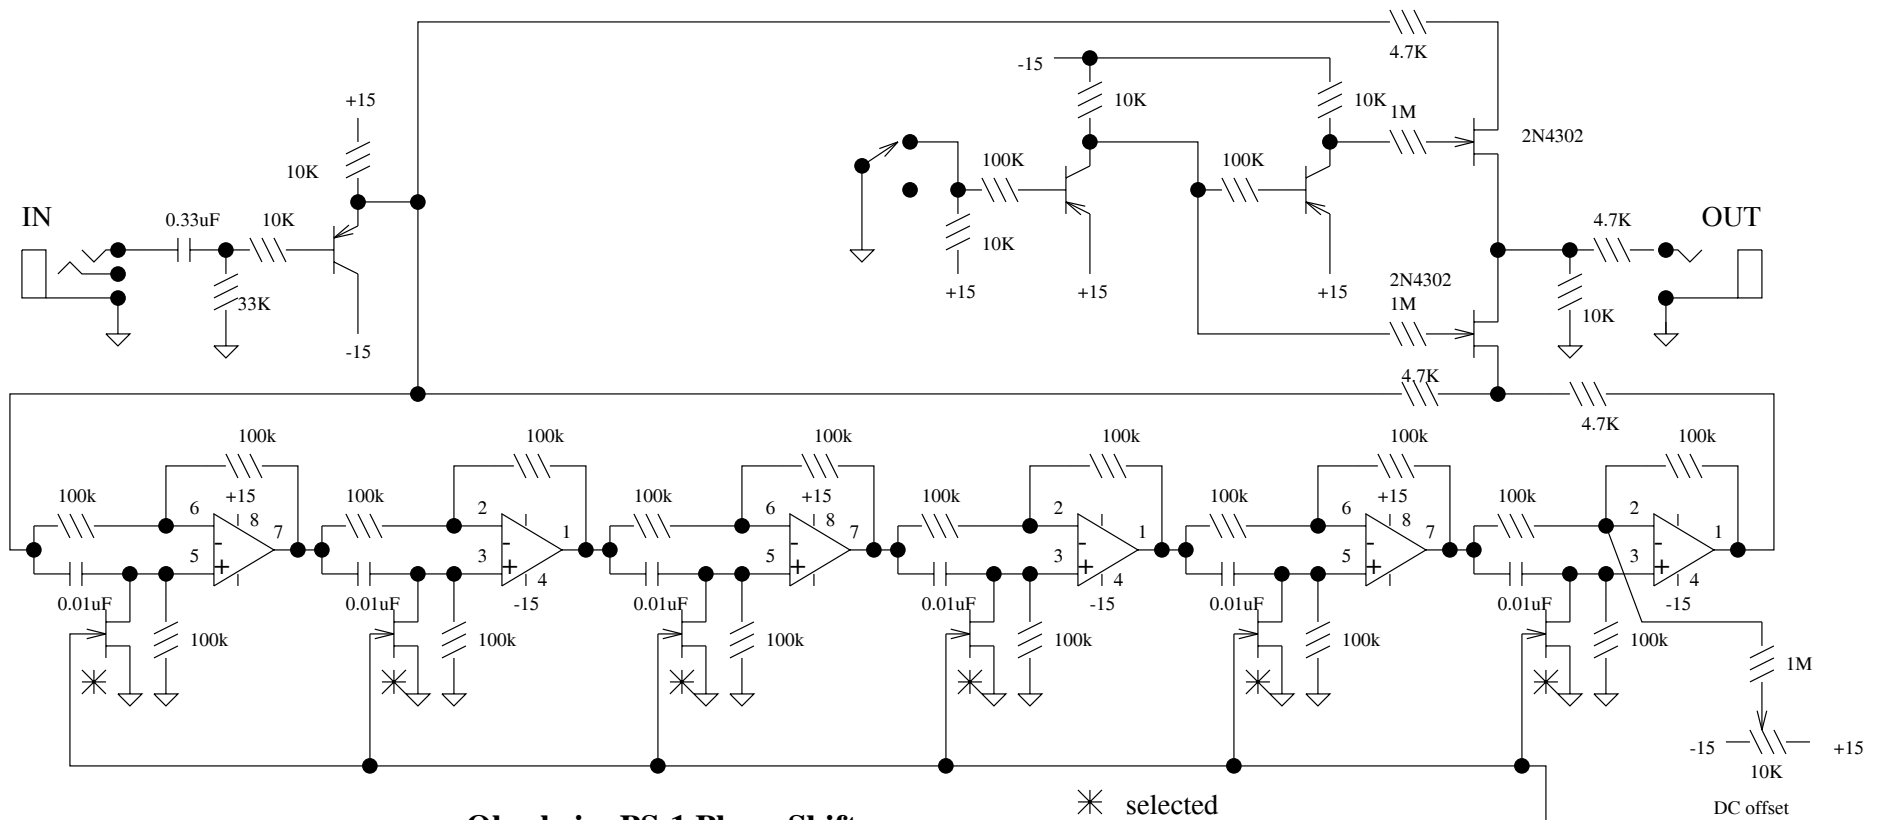 4.7K
-15
10K
10K
1M
2N4302
+15
10K
100K
100K
IN
0.33uF
10K
4.7K
OUT
10K
33K
+15
+15
+15
2N4302
1M
10K
-15
4.7K
4.7K
100k
100k
100k
100k
100k
100k
100k
6
+15
8
7
5
-
+
0.01uF
100k
100k
2
1
3
-
+
4
-15
0.01uF
100k
100k
6
+15
8
7
5
-
+
0.01uF
100k
100k
2
1
3
-
+
4
-15
0.01uF
100k
100k
6
+15
8
7
5
-
+
0.01uF
100k
100k
2
1
3
-
+
4
-15
0.01uF
100k
1M
-15
+15
10K
DC offset
selected